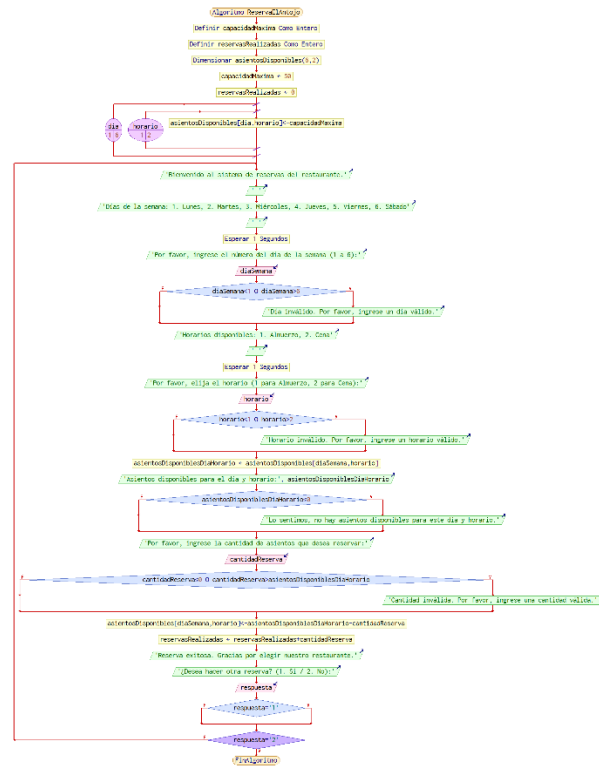 Algoritmo ReservaElAntojo
Definir capacidadMaxima Como Entero
Definir reservasRealizadas Como Entero
Dimensionar asientosDisponibles(6,2)
capacidadMaxima ← 80
reservasRealizadas ← 0
dia
1 6
horario
1 2
asientosDisponibles[dia,horario]<-capacidadMaxima
'Bienvenido al sistema de reservas del restaurante.'
' '
'Días de la semana: 1. Lunes, 2. Martes, 3. Miércoles, 4. Jueves, 5. Viernes, 6. Sábado'
' '
Esperar 1 Segundos
'Por favor, ingrese el número del día de la semana (1 a 6):'
diaSemana
diaSemana<1 O diaSemana>6
'Día inválido. Por favor, ingrese un día válido.'
'Horarios disponibles: 1. Almuerzo, 2. Cena'
' '
Esperar 1 Segundos
'Por favor, elija el horario (1 para Almuerzo, 2 para Cena):'
horario
horario<1 O horario>2
'Horario inválido. Por favor, ingrese un horario válido.'
asientosDisponiblesDiaHorario ← asientosDisponibles[diaSemana,horario]
'Asientos disponibles para el día y horario:', asientosDisponiblesDiaHorario
asientosDisponiblesDiaHorario=0
'Lo sentimos, no hay asientos disponibles para este día y horario.'
'Por favor, ingrese la cantidad de asientos que desea reservar:'
cantidadReserva
cantidadReserva<0 O cantidadReserva>asientosDisponiblesDiaHorario
'Cantidad inválida. Por favor, ingrese una cantidad válida.'
asientosDisponibles[diaSemana,horario]<-asientosDisponiblesDiaHorario-cantidadReserva
reservasRealizadas ← reservasRealizadas+cantidadReserva
'Reserva exitosa. Gracias por elegir nuestro restaurante.'
'¿Desea hacer otra reserva? (1. Sí / 2. No):'
respuesta
respuesta='1'
respuesta='2'
FinAlgoritmo